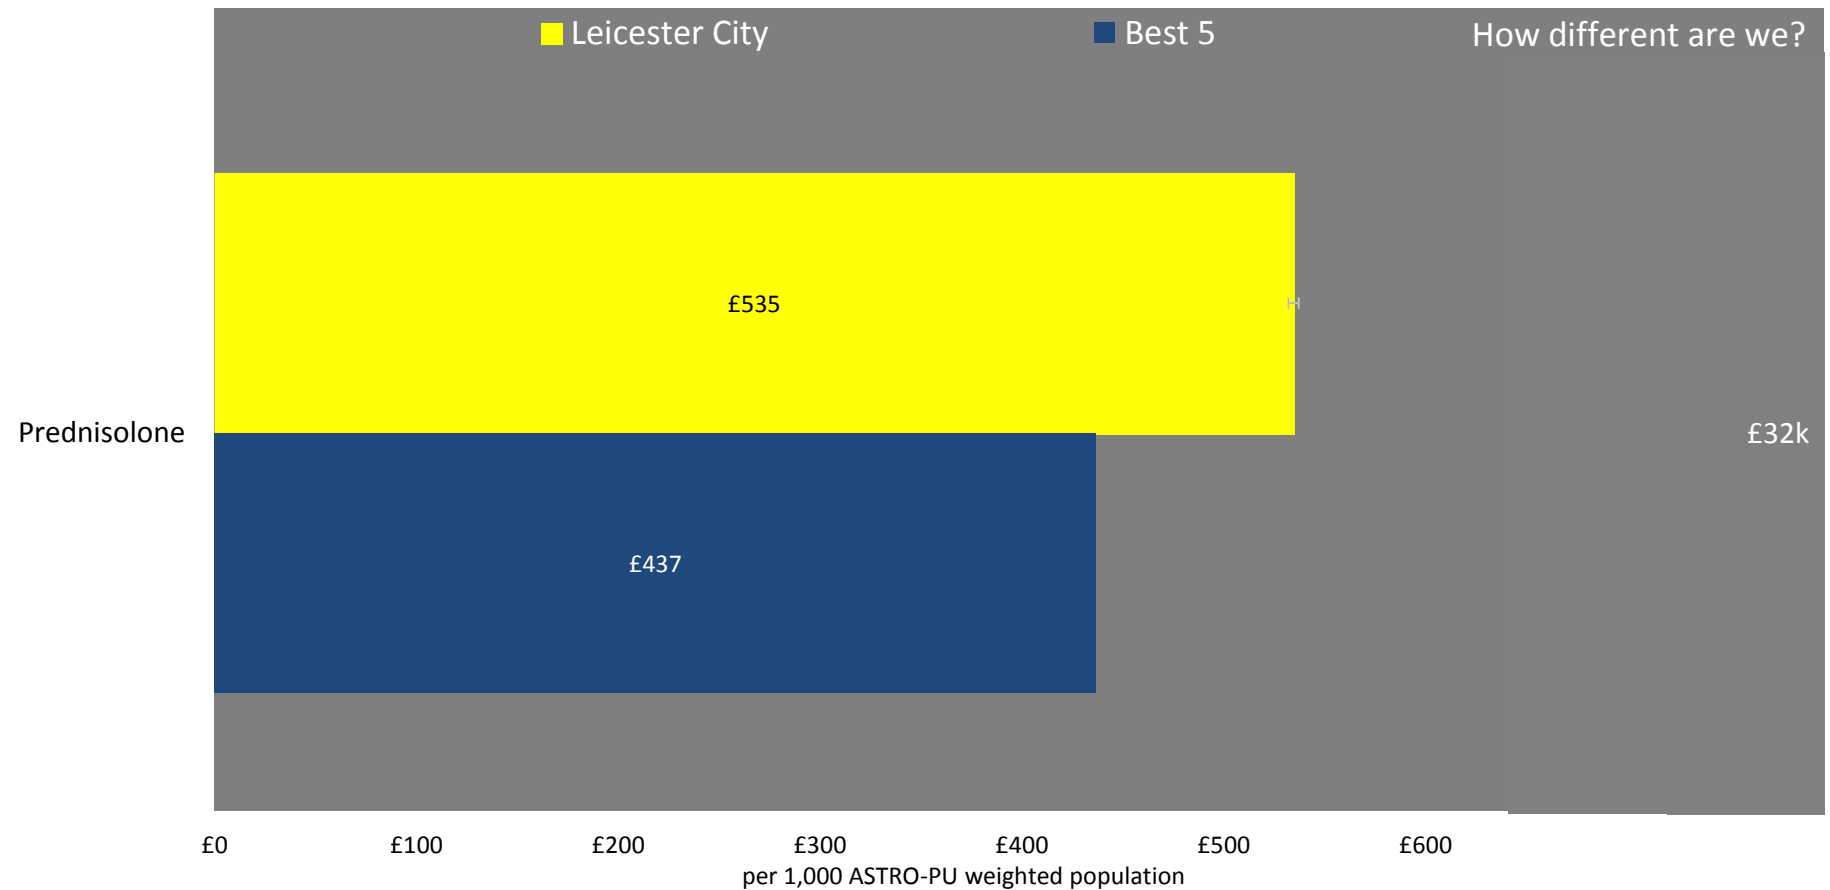 Leicester City
Best 5
How different are we?
£535
Prednisolone
£32k
£437
£0 £100 £200 £300 £400 £500 £600
per 1,000 ASTRO-PU weighted population